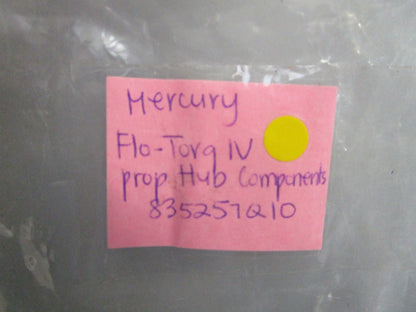 Mercury
Flo-Torq IV
prop Hub Components
835257Q10